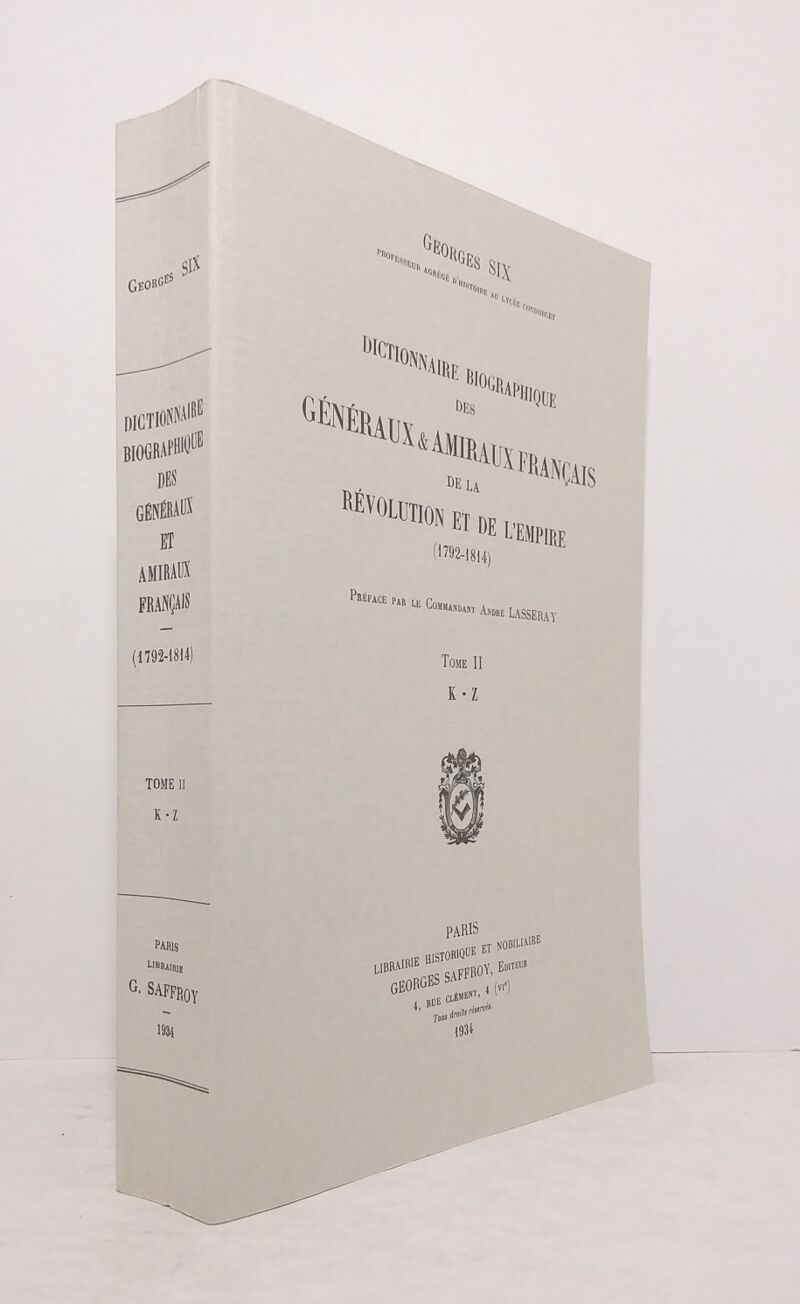 Georges SIX
DICTIONNAIRE
BIOGRAPHIQUE
DES
GÉNÉRAUX
ET
AMIRAUX
FRANÇAIS
(1792-1814)
TOME II
K - Z
PARIS
LIBRAIRIE
G. SAFFROY
1934
Georges SIX
PROFESSEUR AGRÉGÉ D'HISTOIRE AU LYCÉE CONDORCET
DICTIONNAIRE BIOGRAPHIQUE
DES
GÉNÉRAUX & AMIRAUX FRANÇAIS
DE LA
RÉVOLUTION ET DE L'EMPIRE
(1792-1814)
Préface par le Commandant André LASSERAY
Tome II
K - Z
PARIS
LIBRAIRIE HISTORIQUE ET NOBILIAIRE
GEORGES SAFFROY, Editeur
4, RUE CLÉMENT, 4 (VIe)
Tous droits réservés.
1934